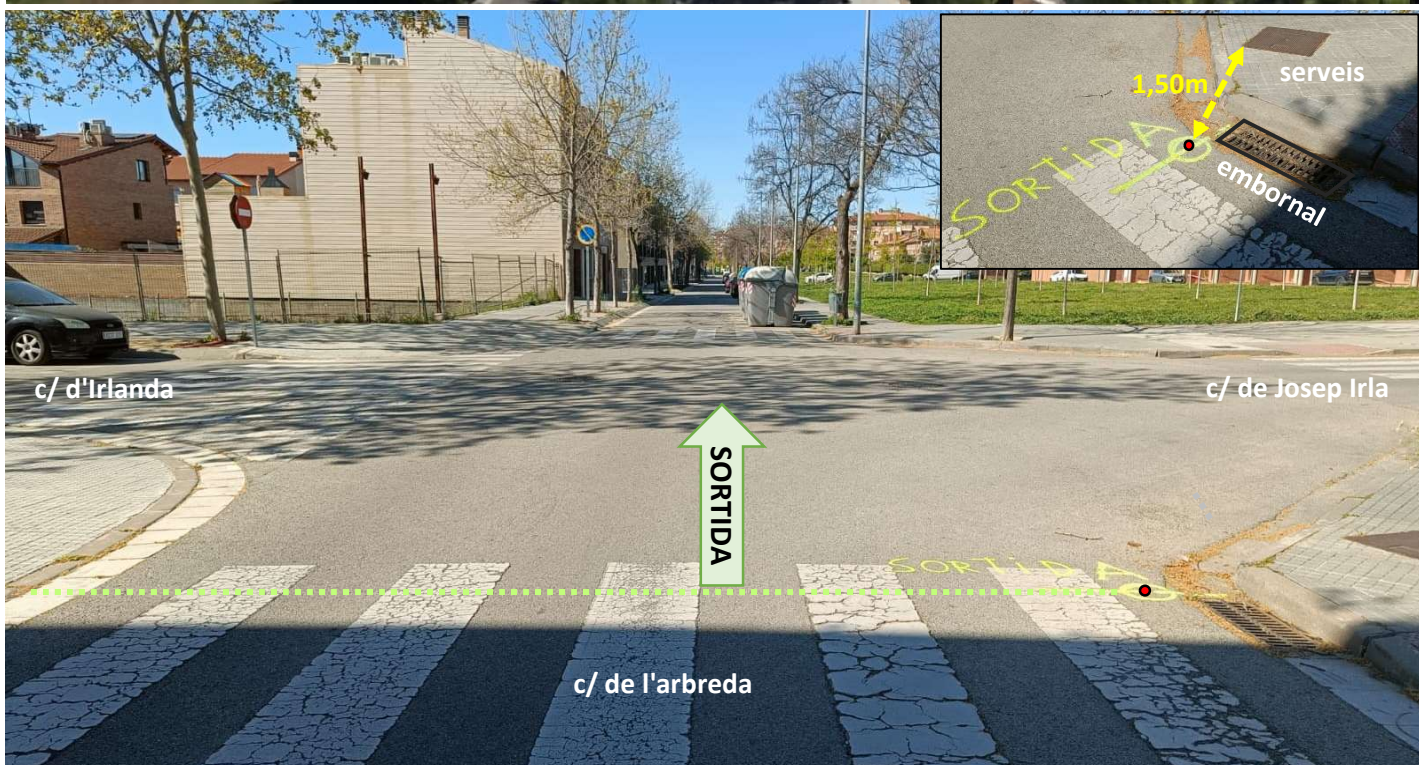 1,50m
serveis
SORTIDA
embornal
c/ d'Irlanda
c/ de Josep Irla
SORTIDA
SORTIDA
c/ de l'arbreda